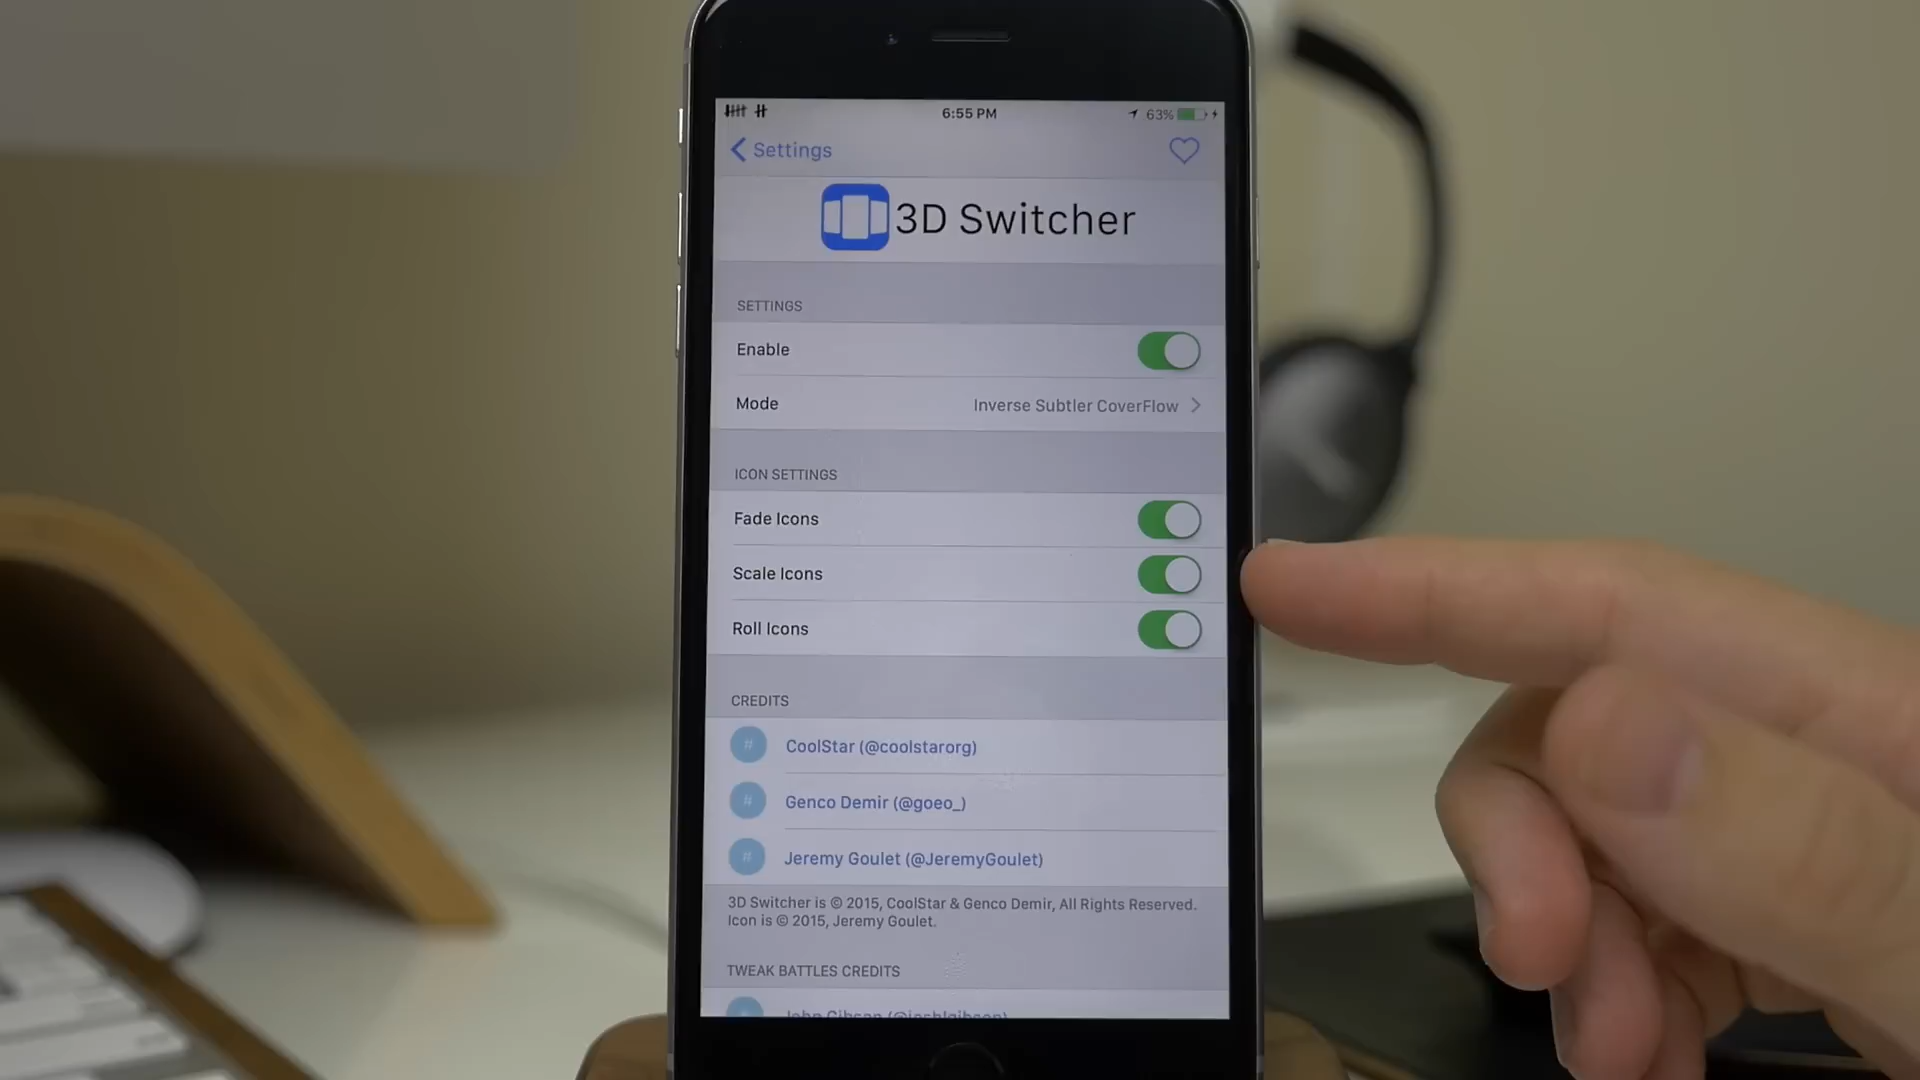 6:55 PM 63%
Settings
3D Switcher
SETTINGS
Enable
Mode Inverse Subtler CoverFlow
ICON SETTINGS
Fade Icons
Scale Icons
Roll Icons
CREDITS
# CoolStar (@coolstarorg)
# Genco Demir (@goeo_)
# Jeremy Goulet (@JeremyGoulet)
3D Switcher is © 2015, CoolStar & Genco Demir, All Rights Reserved.
Icon is © 2015, Jeremy Goulet.
TWEAK BATTLES CREDITS
John Gibson